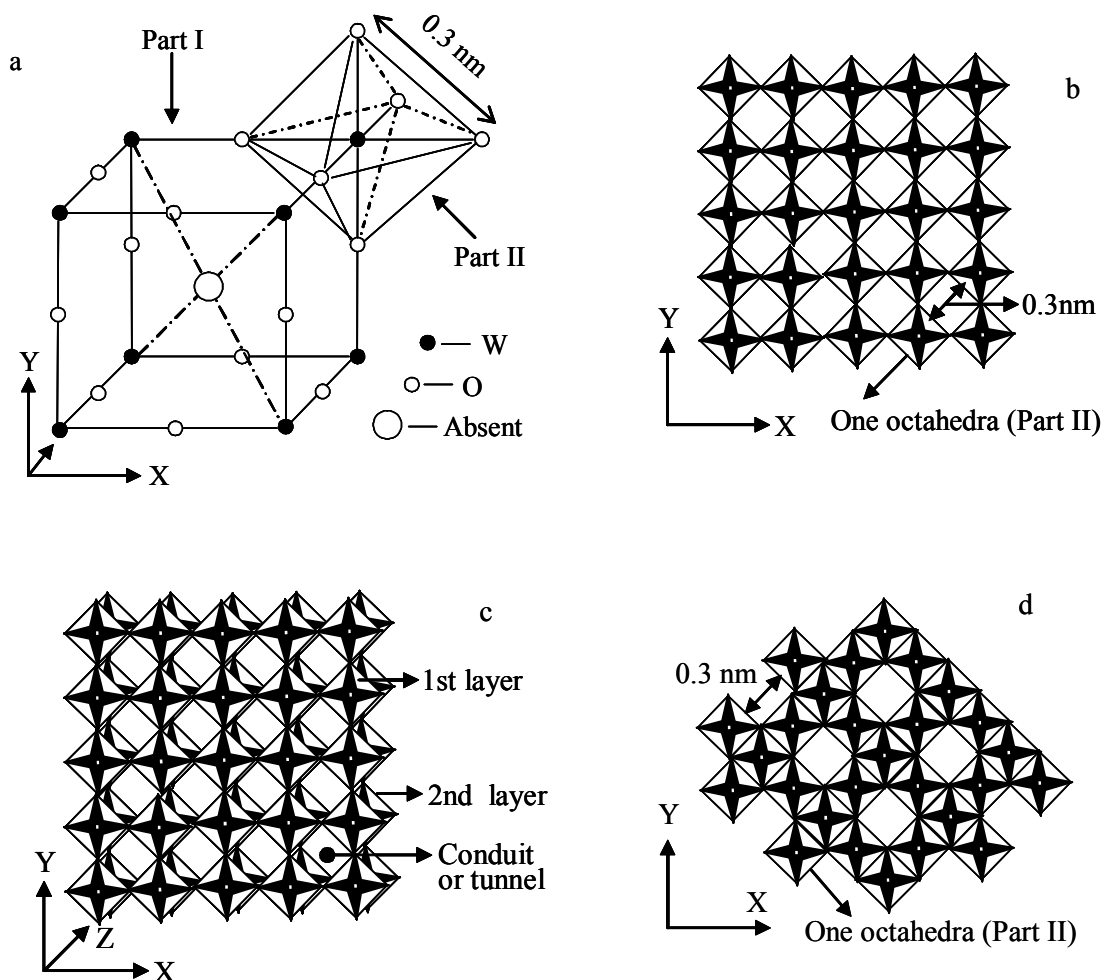 a
Part I
0.3 nm
Part II
W
O
Absent
Y
X
b
0.3nm
Y
X
One octahedra (Part II)
c
1st layer
2nd layer
Conduit
or tunnel
Y
Z
X
d
0.3 nm
Y
X
One octahedra (Part II)